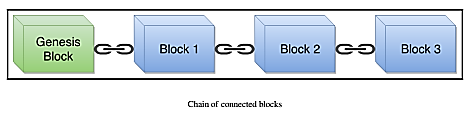 Genesis
Block
Block 1
Block 2
Block 3
Chain of connected blocks